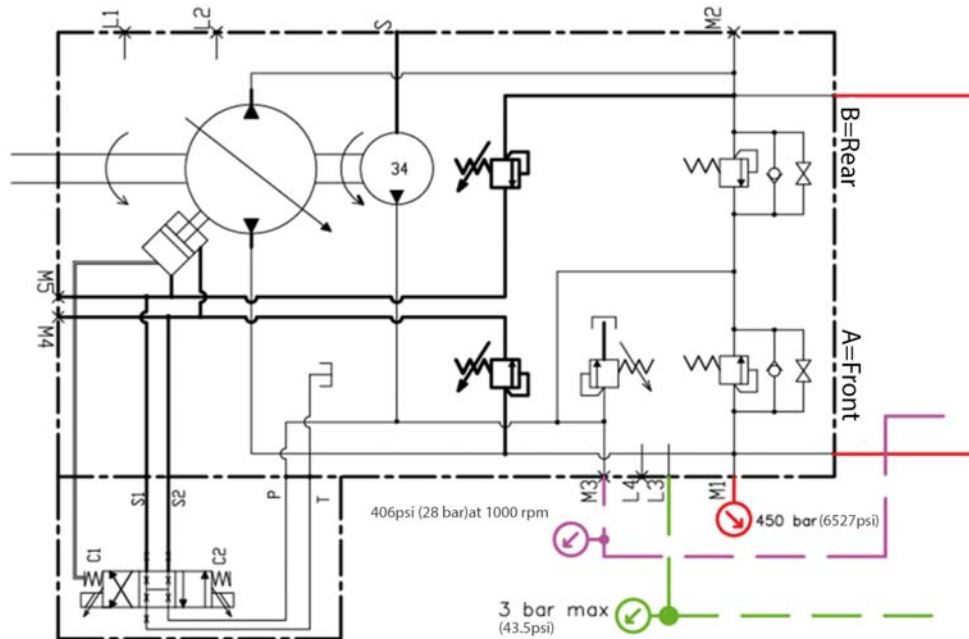 L1
L2
S
M2
B=Rear
34
M5
M4
A=Front
S1
S2
P
T
M3
L4
L3
M1
406psi (28 bar)at 1000 rpm
450 bar(6527psi)
C1
C2
3 bar max
(43.5psi)